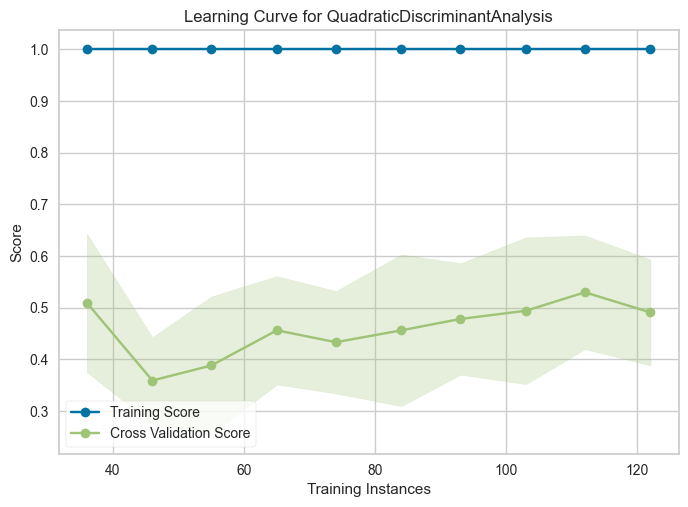 Learning Curve for QuadraticDiscriminantAnalysis
1.0
0.9
0.8
0.7
0.6
0.5
0.4
0.3
Score
Training Score
Cross Validation Score
40
60
80
100
120
Training Instances